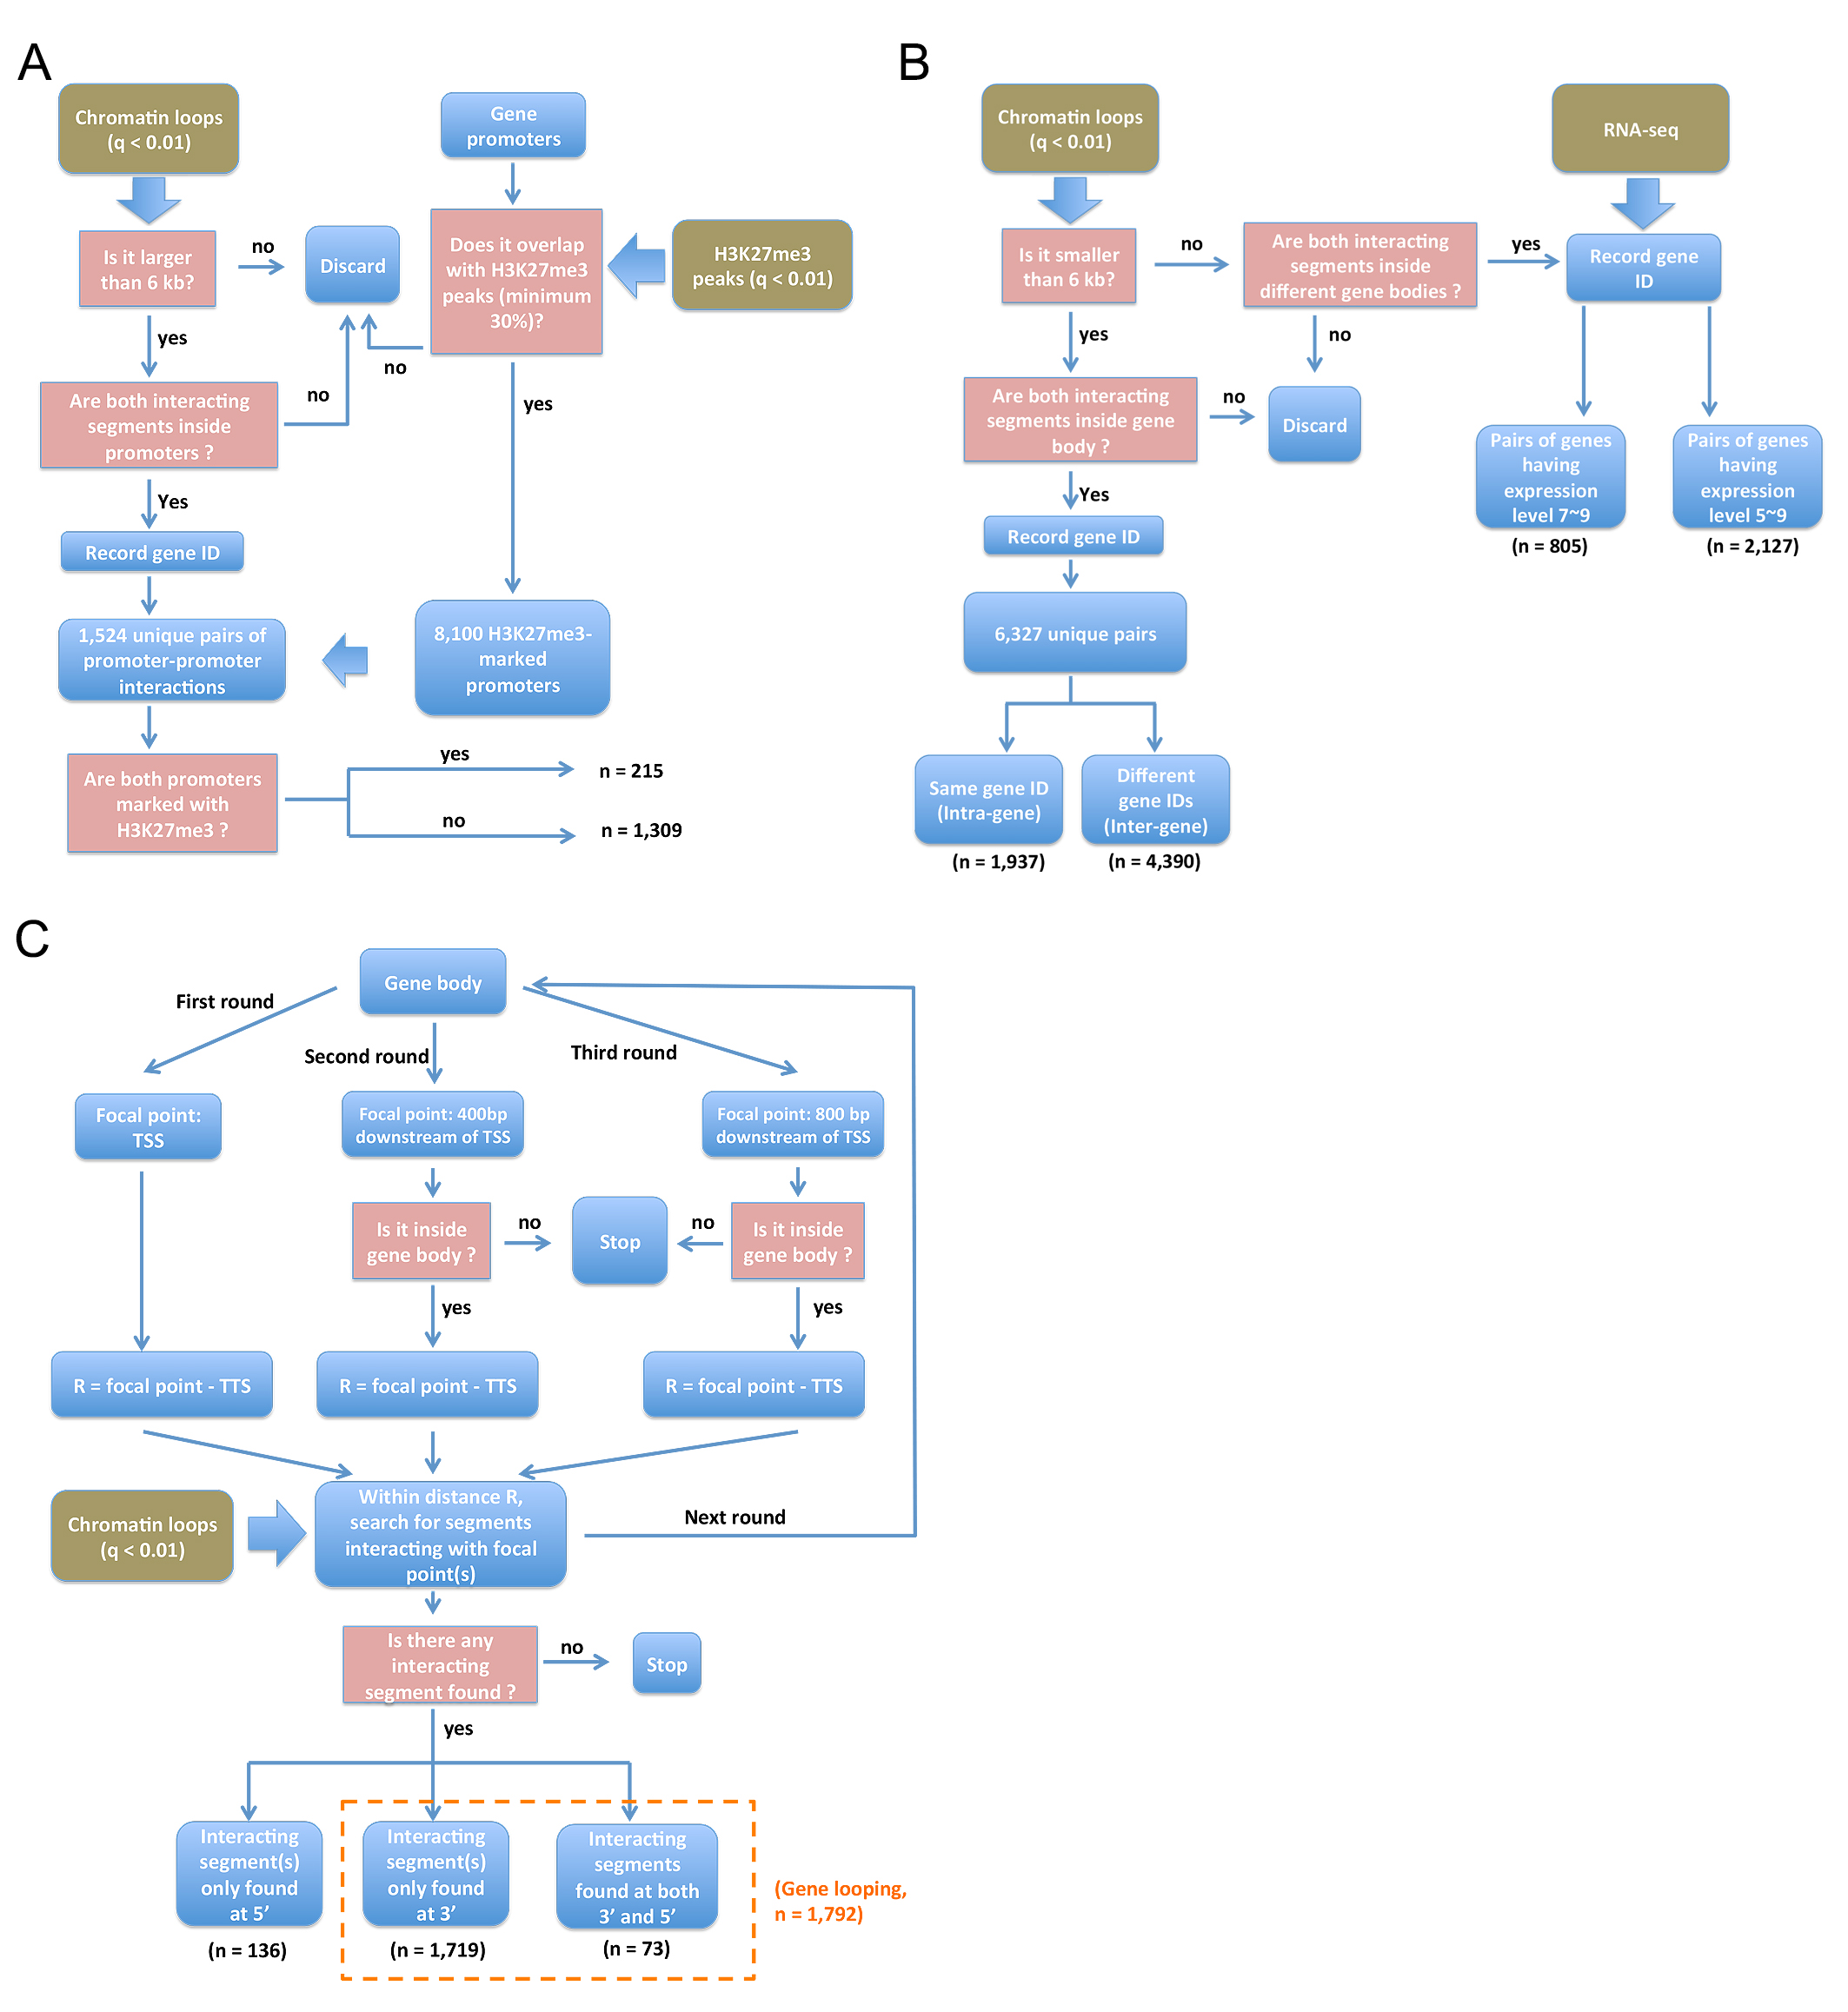 A
Chromatin loops
(q < 0.01)
Gene
promoters
Is it larger
than 6 kb?
no
Discard
Does it overlap
with H3K27me3
peaks (minimum
30%)?
H3K27me3
peaks (q < 0.01)
yes
no
no
Are both interacting
segments inside
promoters ?
yes
Yes
Record gene ID
1,524 unique pairs of
promoter-promoter
interactions
8,100 H3K27me3-
marked
promoters
Are both promoters
marked with
H3K27me3 ?
yes
n = 215
no
n = 1,309
B
Chromatin loops
(q < 0.01)
RNA-seq
Is it smaller
than 6 kb?
no
Are both interacting
segments inside
different gene bodies ?
yes
Record gene
ID
yes
no
Are both interacting
segments inside gene
body ?
no
Discard
Pairs of genes
having
expression
level 7~9
(n = 805)
Pairs of genes
having
expression
level 5~9
(n = 2,127)
Yes
Record gene ID
6,327 unique pairs
Same gene ID
(Intra-gene)
(n = 1,937)
Different
gene IDs
(Inter-gene)
(n = 4,390)
C
Gene body
First round
Second round
Third round
Focal point:
TSS
Focal point: 400bp
downstream of TSS
Focal point: 800 bp
downstream of TSS
Is it inside
gene body ?
no
Stop
no
Is it inside
gene body ?
yes
yes
R = focal point - TTS
R = focal point - TTS
R = focal point - TTS
Chromatin loops
(q < 0.01)
Within distance R,
search for segments
interacting with focal
point(s)
Next round
Is there any
interacting
segment found ?
no
Stop
yes
Interacting
segment(s)
only found
at 5’
(n = 136)
Interacting
segment(s)
only found
at 3’
(n = 1,719)
Interacting
segments
found at both
3’ and 5’
(n = 73)
(Gene looping,
n = 1,792)